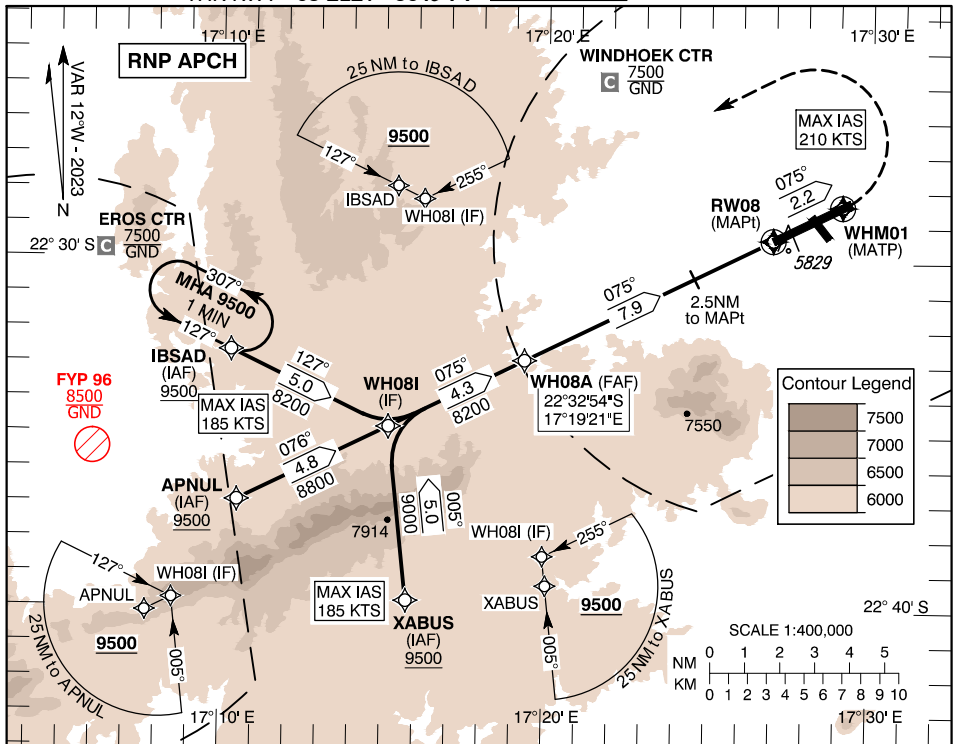 17°10' E
17°20' E
17°30' E
RNP APCH
VAR 12°W - 2023
N
25 NM to IBSAD
9500
127°
255°
IBSAD
WH08I (IF)
WINDHOEK CTR
C 7500
GND
MAX IAS
210 KTS
075°
2.2
RW08
(MAPt)
WHM01
(MATP)
5829
EROS CTR
22° 30' S C 7500
GND
307°
MHA 9500
1 MIN
127°
IBSAD
(IAF)
9500
127°
5.0
8200
MAX IAS
185 KTS
075°
7.9
2.5NM
to MAPt
WH08I
(IF)
075°
4.3
8200
WH08A (FAF)
22°32'54"S
17°19'21"E
FYP 96
8500
GND
7550
Contour Legend
7500
7000
6500
6000
076°
4.8
8800
APNUL
(IAF)
9500
005°
5.0
9000
7914
MAX IAS
185 KTS
XABUS
(IAF)
9500
127°
WH08I (IF)
APNUL
9500
005°
25 NM to APNUL
WH08I (IF)
255°
XABUS
9500
005°
25 NM to XABUS
22° 40' S
SCALE 1:400,000
NM 0 1 2 3 4 5
KM 0 1 2 3 4 5 6 7 8 9 10
17°10' E
17°20' E
17°30' E